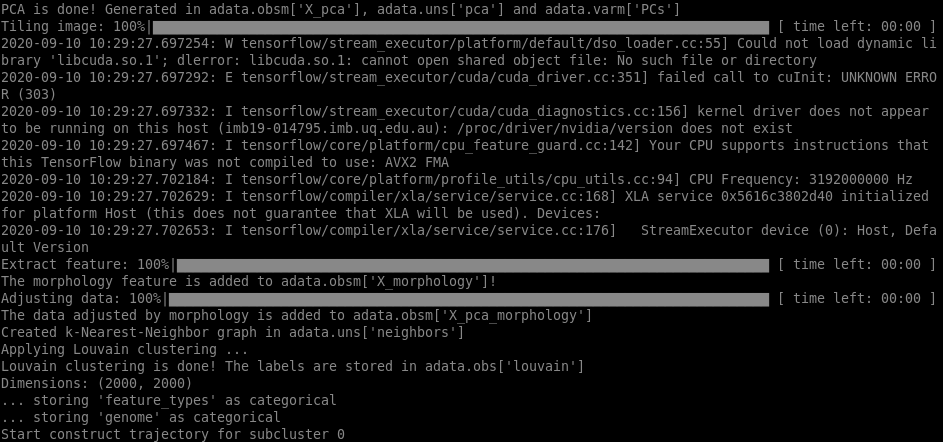 PCA is done! Generated in adata.obsm['X_pca'], adata.uns['pca'] and adata.varm['PCs']
Tiling image: 100%| [ time left: 00:00 ]
2020-09-10 10:29:27.697254: W tensorflow/stream_executor/platform/default/dso_loader.cc:55] Could not load dynamic li
brary 'libcuda.so.1'; dlerror: libcuda.so.1: cannot open shared object file: No such file or directory
2020-09-10 10:29:27.697292: E tensorflow/stream_executor/cuda/cuda_driver.cc:351] failed call to cuInit: UNKNOWN ERRO
R (303)
2020-09-10 10:29:27.697332: I tensorflow/stream_executor/cuda/cuda_diagnostics.cc:156] kernel driver does not appear
to be running on this host (imb19-014795.imb.uq.edu.au): /proc/driver/nvidia/version does not exist
2020-09-10 10:29:27.697467: I tensorflow/core/platform/cpu_feature_guard.cc:142] Your CPU supports instructions that
this TensorFlow binary was not compiled to use: AVX2 FMA
2020-09-10 10:29:27.702184: I tensorflow/core/platform/profile_utils/cpu_utils.cc:94] CPU Frequency: 3192000000 Hz
2020-09-10 10:29:27.702629: I tensorflow/compiler/xla/service/service.cc:168] XLA service 0x5616c3802d40 initialized
for platform Host (this does not guarantee that XLA will be used). Devices:
2020-09-10 10:29:27.702653: I tensorflow/compiler/xla/service/service.cc:176]   StreamExecutor device (0): Host, Defa
ult Version
Extract feature: 100%| [ time left: 00:00 ]
The morphology feature is added to adata.obsm['X_morphology']!
Adjusting data: 100%| [ time left: 00:00 ]
The data adjusted by morphology is added to adata.obsm['X_pca_morphology']
Created k-Nearest-Neighbor graph in adata.uns['neighbors']
Applying Louvain clustering ...
Louvain clustering is done! The labels are stored in adata.obs['louvain']
Dimensions: (2000, 2000)
... storing 'feature_types' as categorical
... storing 'genome' as categorical
Start construct trajectory for subcluster 0